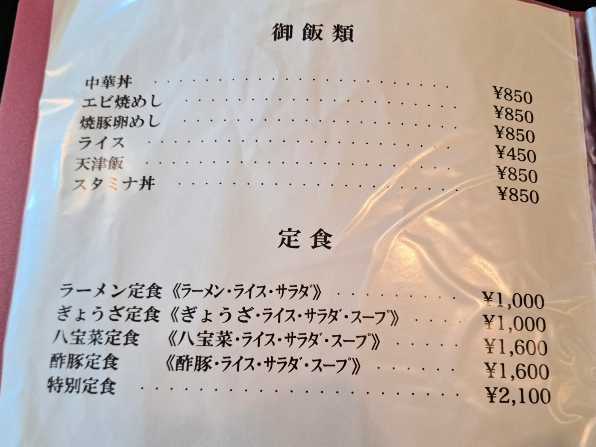 御飯類
中華丼 ・・・・・・・・・・・・・・・・・・・・ ¥850
エビ焼めし ・・・・・・・・・・・・・・・・・・ ¥850
焼豚卵めし ・・・・・・・・・・・・・・・・・・ ¥850
ライス ・・・・・・・・・・・・・・・・・・・・ ¥450
天津飯 ・・・・・・・・・・・・・・・・・・・・ ¥850
スタミナ丼 ・・・・・・・・・・・・・・・・・・ ¥850
定食
ラーメン定食《ラーメン・ライス・サラダ》 ・・・・・・・・ ¥1,000
ぎょうざ定食《ぎょうざ・ライス・サラダ・スープ》 ・・・ ¥1,000
八宝菜定食 《八宝菜・ライス・サラダ・スープ》 ・・・・ ¥1,600
酢豚定食 《酢豚・ライス・サラダ・スープ》 ・・・・・・ ¥1,600
特別定食 ・・・・・・・・・・・・・・・・・・・・ ¥2,100